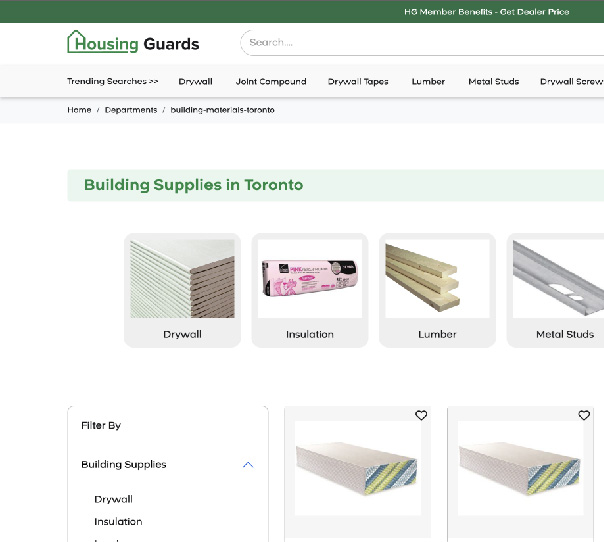 HG Member Benefits - Get Dealer Price
Housing Guards
Search....
Trending Searches >> Drywall Joint Compound Drywall Tapes Lumber Metal Studs Drywall Screw
Home / Departments / building-materials-toronto
Building Supplies in Toronto
PINK
Drywall Insulation Lumber Metal Studs
Filter By
Building Supplies
Drywall
Insulation